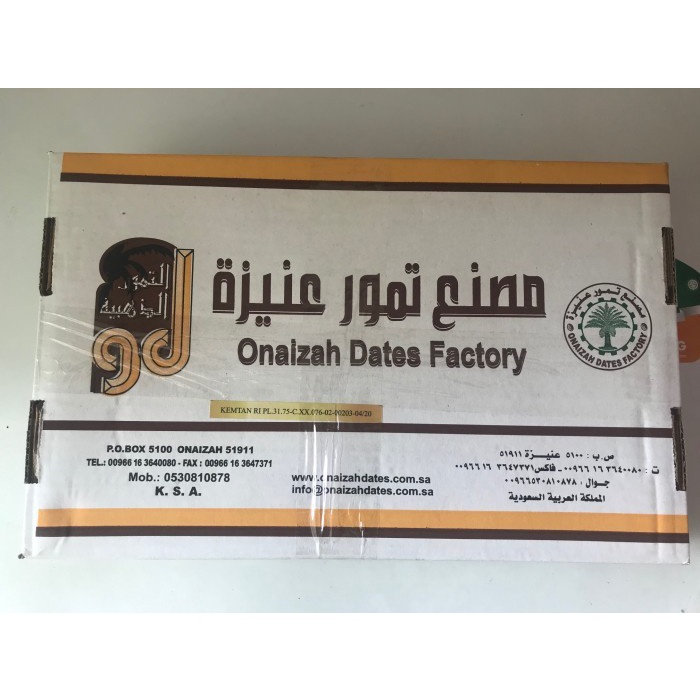 التمور
الذهبية
gd
مصنع تمور عنيزة
Onaizah Dates Factory
مصنع تمور عنيزة
ONAIZAH DATES FACTORY
KEMTAN RI PL.31.75-C.XX.076-02-00203-04/20
P.O.BOX 5100 ONAIZAH 51911
TEL.: 00966 16 3640080 - FAX : 00966 16 3647371
Mob.: 0530810878
K. S. A.
www.onaizahdates.com.sa
info@onaizahdates.com.sa
ص.ب : ٥١٠٠ عنيـزة ٥١٩١١
ت : ٣٦٤٠٠٨٠ ١٦ ٠٠٩٦٦ - فاكس ٣٦٤٧٣٧١ ١٦ ٠٠٩٦٦
جـوال : ٠٠٩٦٦٥٣٠٨١٠٨٧٨
المملكة العربية السعودية
G